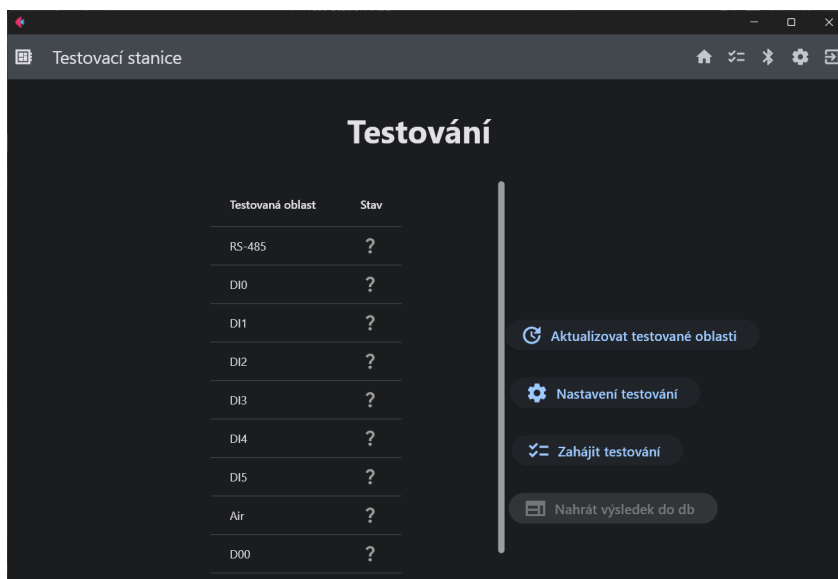 Testovací stanice
Testování
Testovaná oblast Stav
RS-485 ?
DI0 ?
DI1 ?
DI2 ?
DI3 ?
DI4 ?
DI5 ?
Air ?
D00 ?
Aktualizovat testované oblasti
Nastavení testování
Zahájit testování
Nahrát výsledek do db